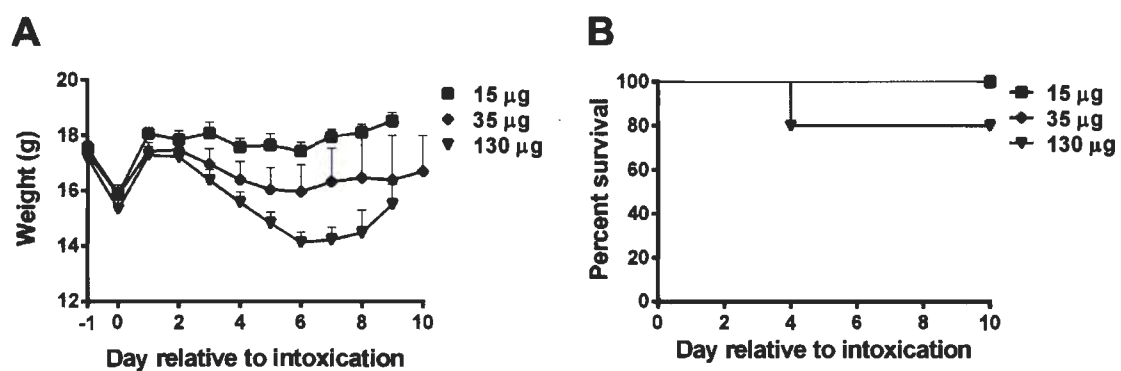 A
20
18
16
14
12
Weight (g)
-1 0 2 4 6 8 10
Day relative to intoxication
15 μg
35 μg
130 μg
B
100
80
60
40
20
0
Percent survival
0 2 4 6 8 10
Day relative to intoxication
15 μg
35 μg
130 μg